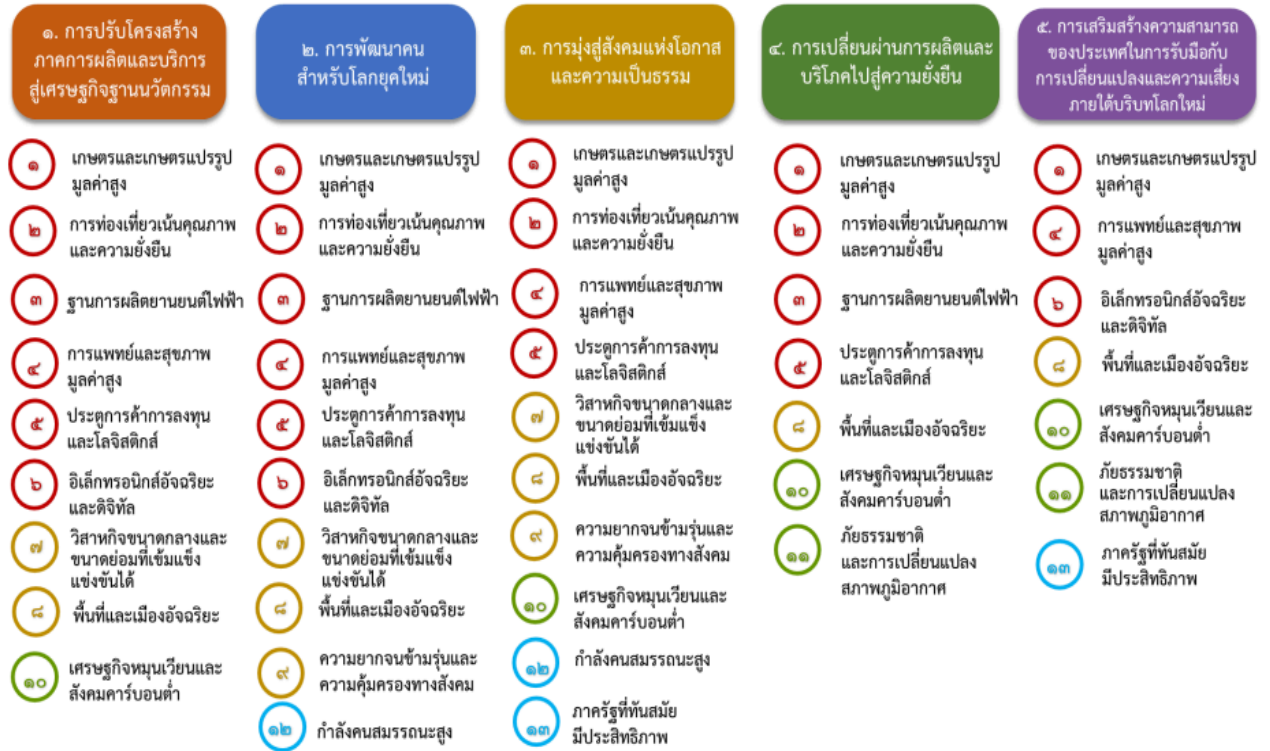 ๑. การปรับโครงสร้าง
ภาคการผลิตและบริการ
สู่เศรษฐกิจฐานนวัตกรรม
๑
เกษตรและเกษตรแปรรูป
มูลค่าสูง
๒
การท่องเที่ยวเน้นคุณภาพ
และความยั่งยืน
๓
ฐานการผลิตยานยนต์ไฟฟ้า
๔
การแพทย์และสุขภาพ
มูลค่าสูง
๕
ประตูการค้าการลงทุน
และโลจิสติกส์
๖
อิเล็กทรอนิกส์อัจฉริยะ
และดิจิทัล
๗
วิสาหกิจขนาดกลางและ
ขนาดย่อมที่เข้มแข็ง
แข่งขันได้
๘
พื้นที่และเมืองอัจฉริยะ
๑๐
เศรษฐกิจหมุนเวียนและ
สังคมคาร์บอนต่ำ
๒. การพัฒนาคน
สำหรับโลกยุคใหม่
๑
เกษตรและเกษตรแปรรูป
มูลค่าสูง
๒
การท่องเที่ยวเน้นคุณภาพ
และความยั่งยืน
๓
ฐานการผลิตยานยนต์ไฟฟ้า
๔
การแพทย์และสุขภาพ
มูลค่าสูง
๕
ประตูการค้าการลงทุน
และโลจิสติกส์
๖
อิเล็กทรอนิกส์อัจฉริยะ
และดิจิทัล
๗
วิสาหกิจขนาดกลางและ
ขนาดย่อมที่เข้มแข็ง
แข่งขันได้
๘
พื้นที่และเมืองอัจฉริยะ
๙
ความยากจนข้ามรุ่นและ
ความคุ้มครองทางสังคม
๑๒
กำลังคนสมรรถนะสูง
๓. การมุ่งสู่สังคมแห่งโอกาส
และความเป็นธรรม
๑
เกษตรและเกษตรแปรรูป
มูลค่าสูง
๒
การท่องเที่ยวเน้นคุณภาพ
และความยั่งยืน
๔
การแพทย์และสุขภาพ
มูลค่าสูง
๕
ประตูการค้าการลงทุน
และโลจิสติกส์
๗
วิสาหกิจขนาดกลางและ
ขนาดย่อมที่เข้มแข็ง
แข่งขันได้
๘
พื้นที่และเมืองอัจฉริยะ
๙
ความยากจนข้ามรุ่นและ
ความคุ้มครองทางสังคม
๑๐
เศรษฐกิจหมุนเวียนและ
สังคมคาร์บอนต่ำ
๑๒
กำลังคนสมรรถนะสูง
๑๓
ภาครัฐที่ทันสมัย
มีประสิทธิภาพ
๔. การเปลี่ยนผ่านการผลิตและ
บริโภคไปสู่ความยั่งยืน
๑
เกษตรและเกษตรแปรรูป
มูลค่าสูง
๒
การท่องเที่ยวเน้นคุณภาพ
และความยั่งยืน
๓
ฐานการผลิตยานยนต์ไฟฟ้า
๕
ประตูการค้าการลงทุน
และโลจิสติกส์
๘
พื้นที่และเมืองอัจฉริยะ
๑๐
เศรษฐกิจหมุนเวียนและ
สังคมคาร์บอนต่ำ
๑๑
ภัยธรรมชาติ
และการเปลี่ยนแปลง
สภาพภูมิอากาศ
๕. การเสริมสร้างความสามารถ
ของประเทศในการรับมือกับ
การเปลี่ยนแปลงและความเสี่ยง
ภายใต้บริบทโลกใหม่
๑
เกษตรและเกษตรแปรรูป
มูลค่าสูง
๔
การแพทย์และสุขภาพ
มูลค่าสูง
๖
อิเล็กทรอนิกส์อัจฉริยะ
และดิจิทัล
๘
พื้นที่และเมืองอัจฉริยะ
๑๐
เศรษฐกิจหมุนเวียนและ
สังคมคาร์บอนต่ำ
๑๑
ภัยธรรมชาติ
และการเปลี่ยนแปลง
สภาพภูมิอากาศ
๑๓
ภาครัฐที่ทันสมัย
มีประสิทธิภาพ